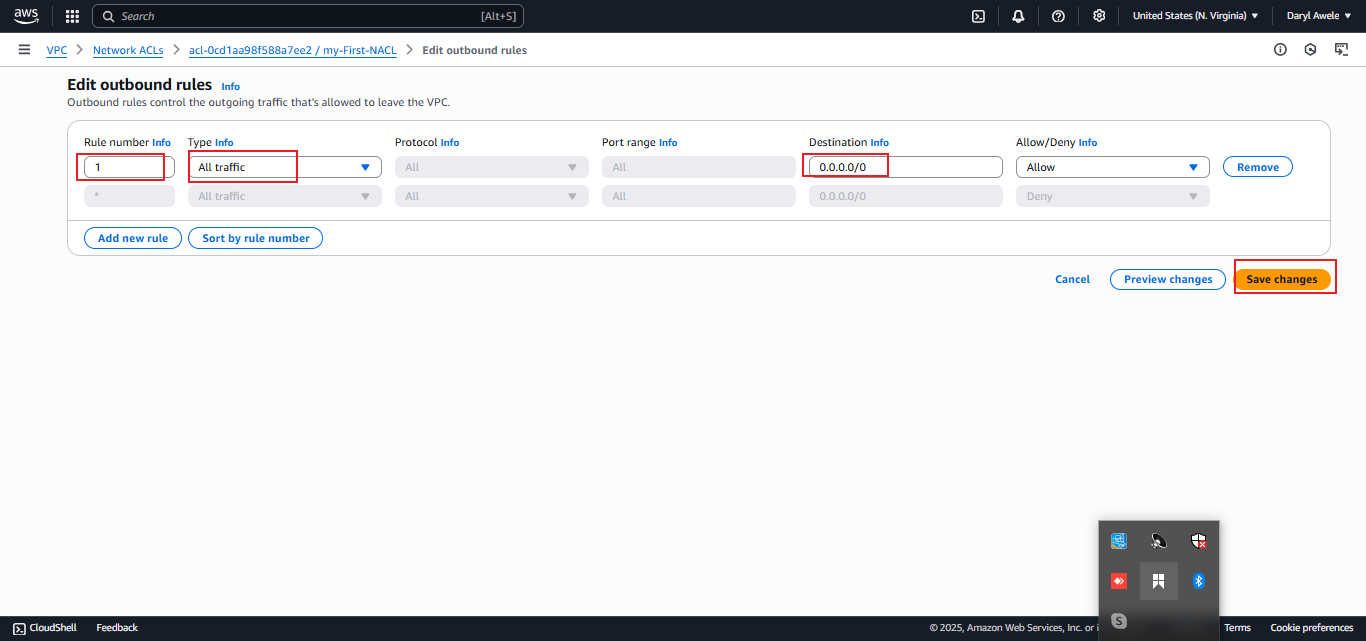 aws Search [Alt+S] United States (N. Virginia) Daryl Awele
VPC Network ACLs acl-0cd1aa98f588a7ee2 / my-First-NACL Edit outbound rules
Edit outbound rules Info
Outbound rules control the outgoing traffic that's allowed to leave the VPC.
Rule number Info Type Info Protocol Info Port range Info Destination Info Allow/Deny Info
1 All traffic All All 0.0.0.0/0 Allow Remove
* All traffic All All 0.0.0.0/0 Deny
Add new rule Sort by rule number
Cancel Preview changes Save changes
S
CloudShell Feedback © 2025, Amazon Web Services, Inc. or Terms Cookie preferences